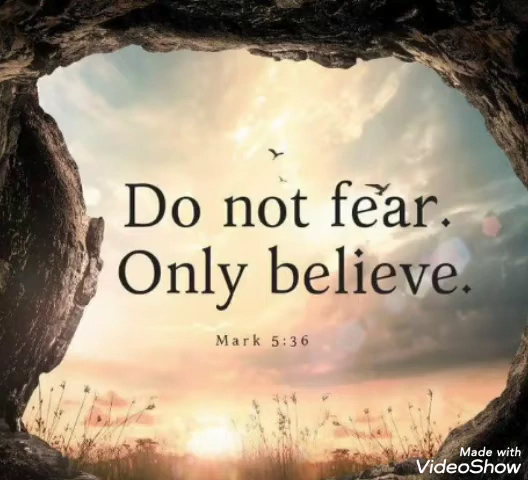 Do not fear.
Only believe.
Mark 5:36
Made with
VideoShow